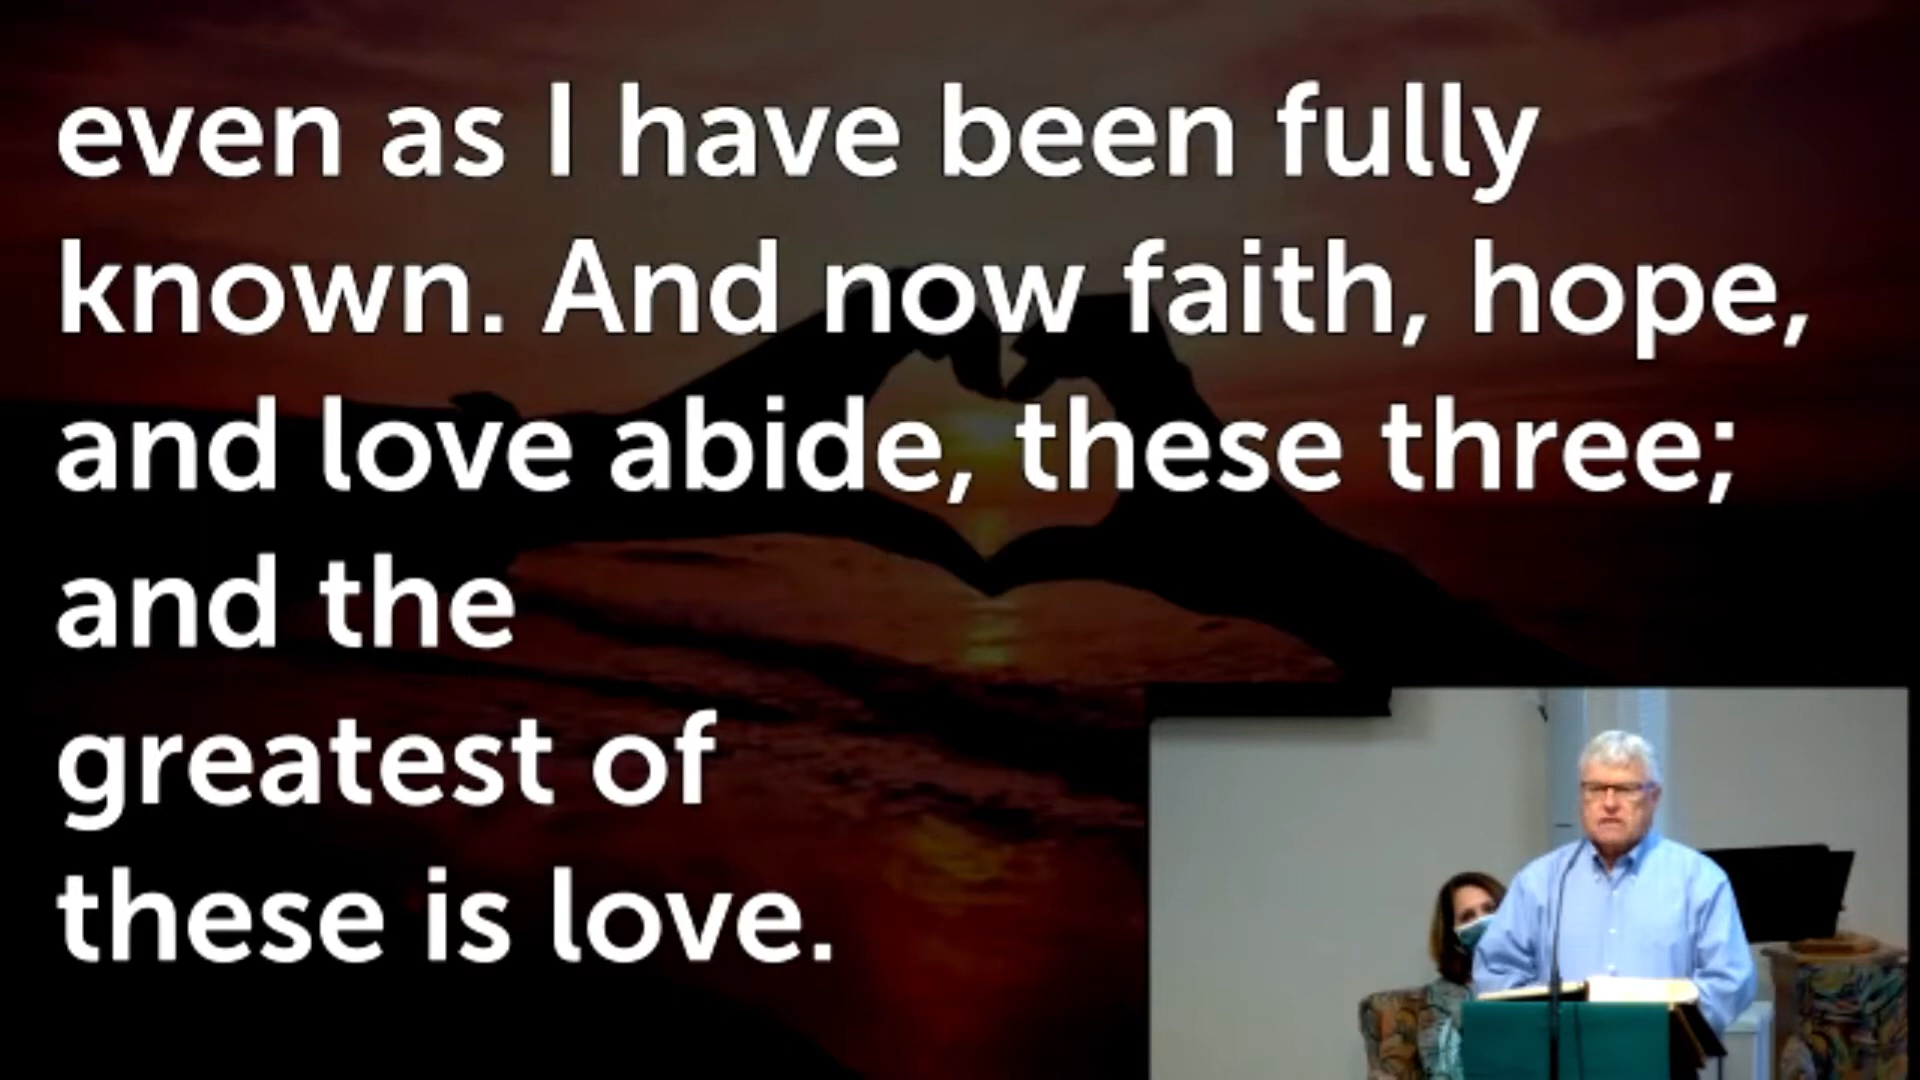 even as I have been fully
known. And now faith, hope,
and love abide, these three;
and the
greatest of
these is love.